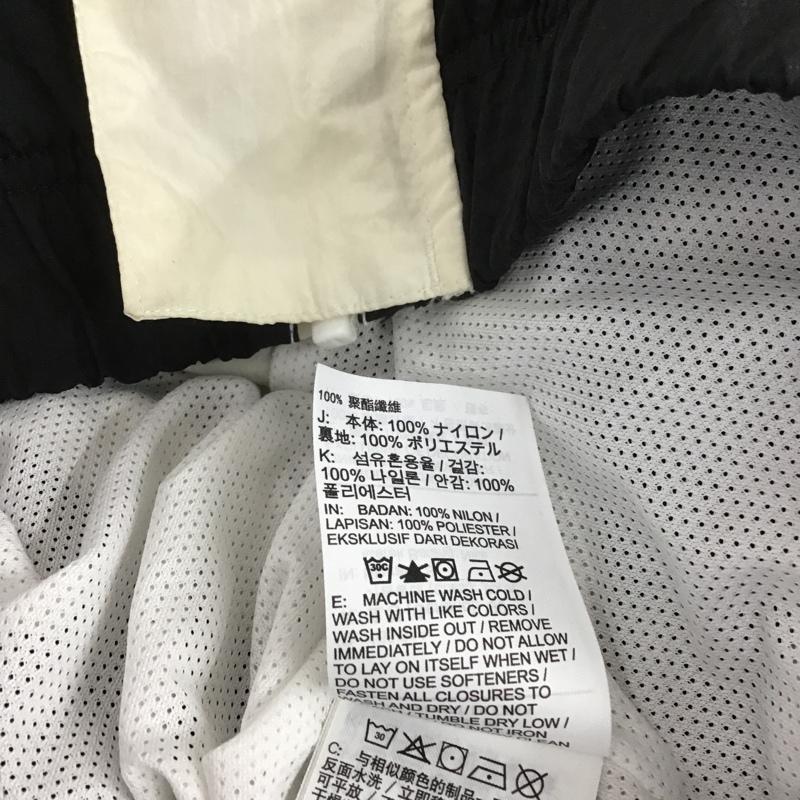 100% 聚酯纖維
J: 本体: 100% ナイロン /
裏地: 100% ポリエステル
K: 섬유혼용율 / 겉감:
100% 나일론 / 안감: 100%
폴리에스터
IN: BADAN: 100% NILON /
LAPISAN: 100% POLIESTER /
EKSKLUSIF DARI DEKORASI
30C
E: MACHINE WASH COLD /
WASH WITH LIKE COLORS /
WASH INSIDE OUT / REMOVE
IMMEDIATELY / DO NOT ALLOW
TO LAY ON ITSELF WHEN WET /
DO NOT USE SOFTENERS /
FASTEN ALL CLOSURES TO
WASH AND DRY / DO NOT
/ TUMBLE DRY LOW /
DO NOT IRON
CLEAN
30
C: 与相似颜色的制品
反面水洗 / 立即
可平放 /